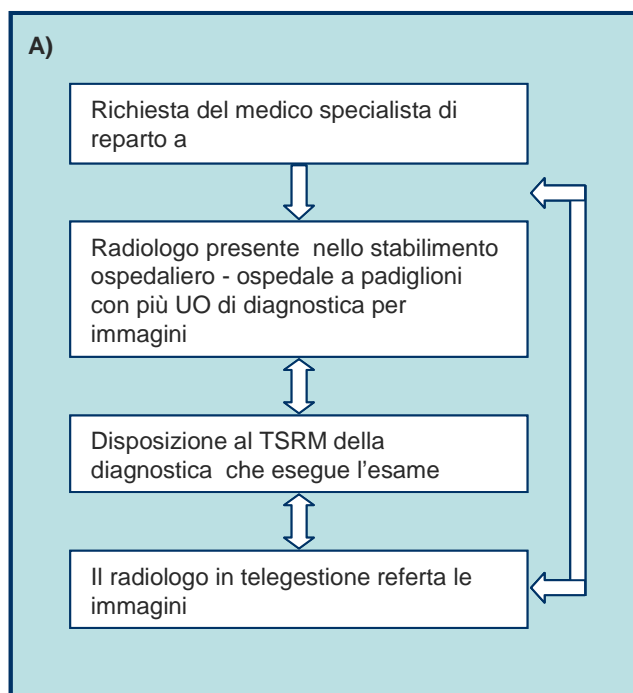 A)
Richiesta del medico specialista di
reparto a
Radiologo presente nello stabilimento
ospedaliero - ospedale a padiglioni
con più UO di diagnostica per
immagini
Disposizione al TSRM della
diagnostica che esegue l'esame
Il radiologo in telegestione referta le
immagini